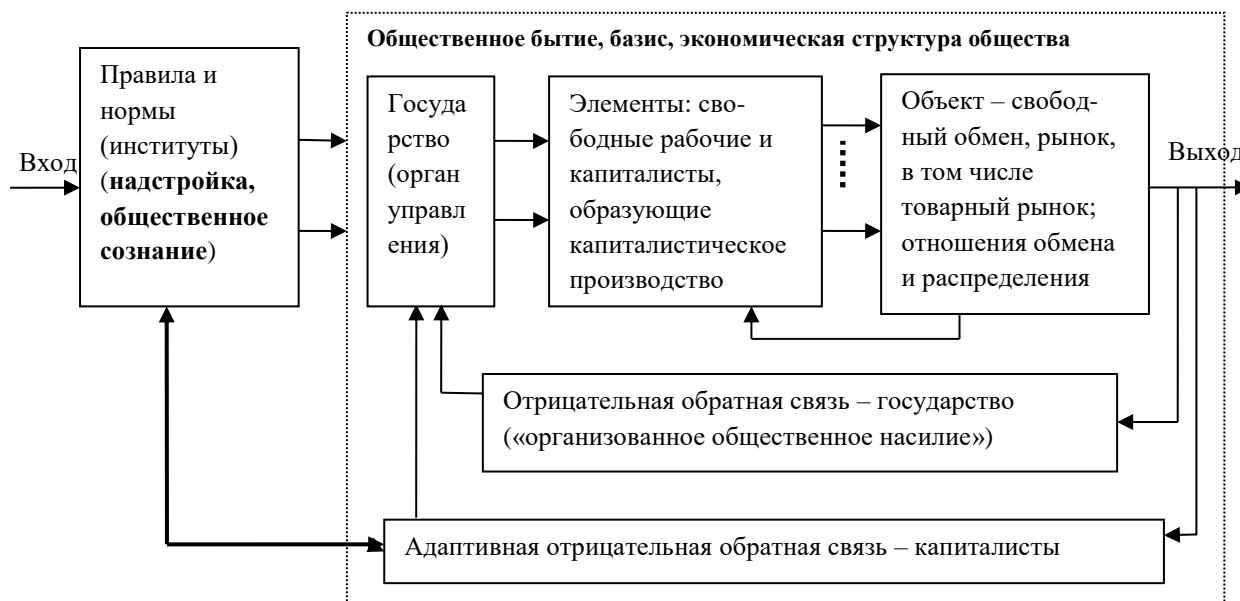 Общественное бытие, базис, экономическая структура общества
Вход
Правила и
нормы
(институты)
(надстройка,
общественное
сознание)
Госуда
рство
(орган
управл
ения)
Элементы: сво-
бодные рабочие и
капиталисты,
образующие
капиталистическое
производство
Объект – свобод-
ный обмен, рынок,
в том числе
товарный рынок;
отношения обмена
и распределения
Выход
Отрицательная обратная связь – государство
(«организованное общественное насилие»)
Адаптивная отрицательная обратная связь – капиталисты